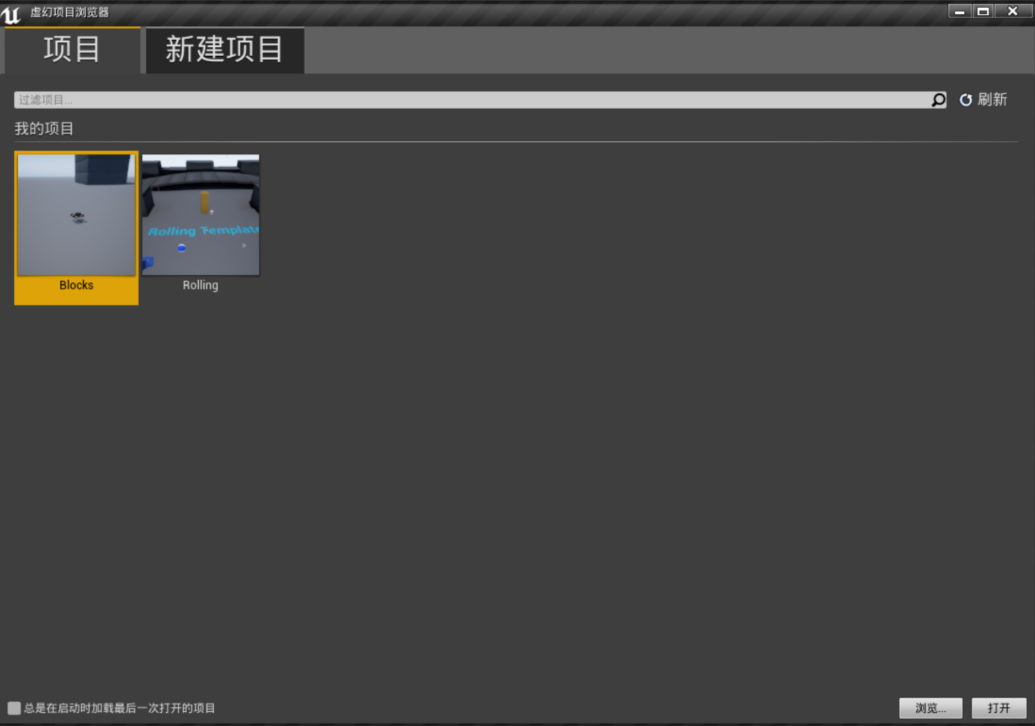 虚幻项目浏览器
项目
新建项目
过滤项目...
刷新
我的项目
Rolling Template
Blocks
Rolling
总是在启动时加载最后一次打开的项目
浏览...
打开